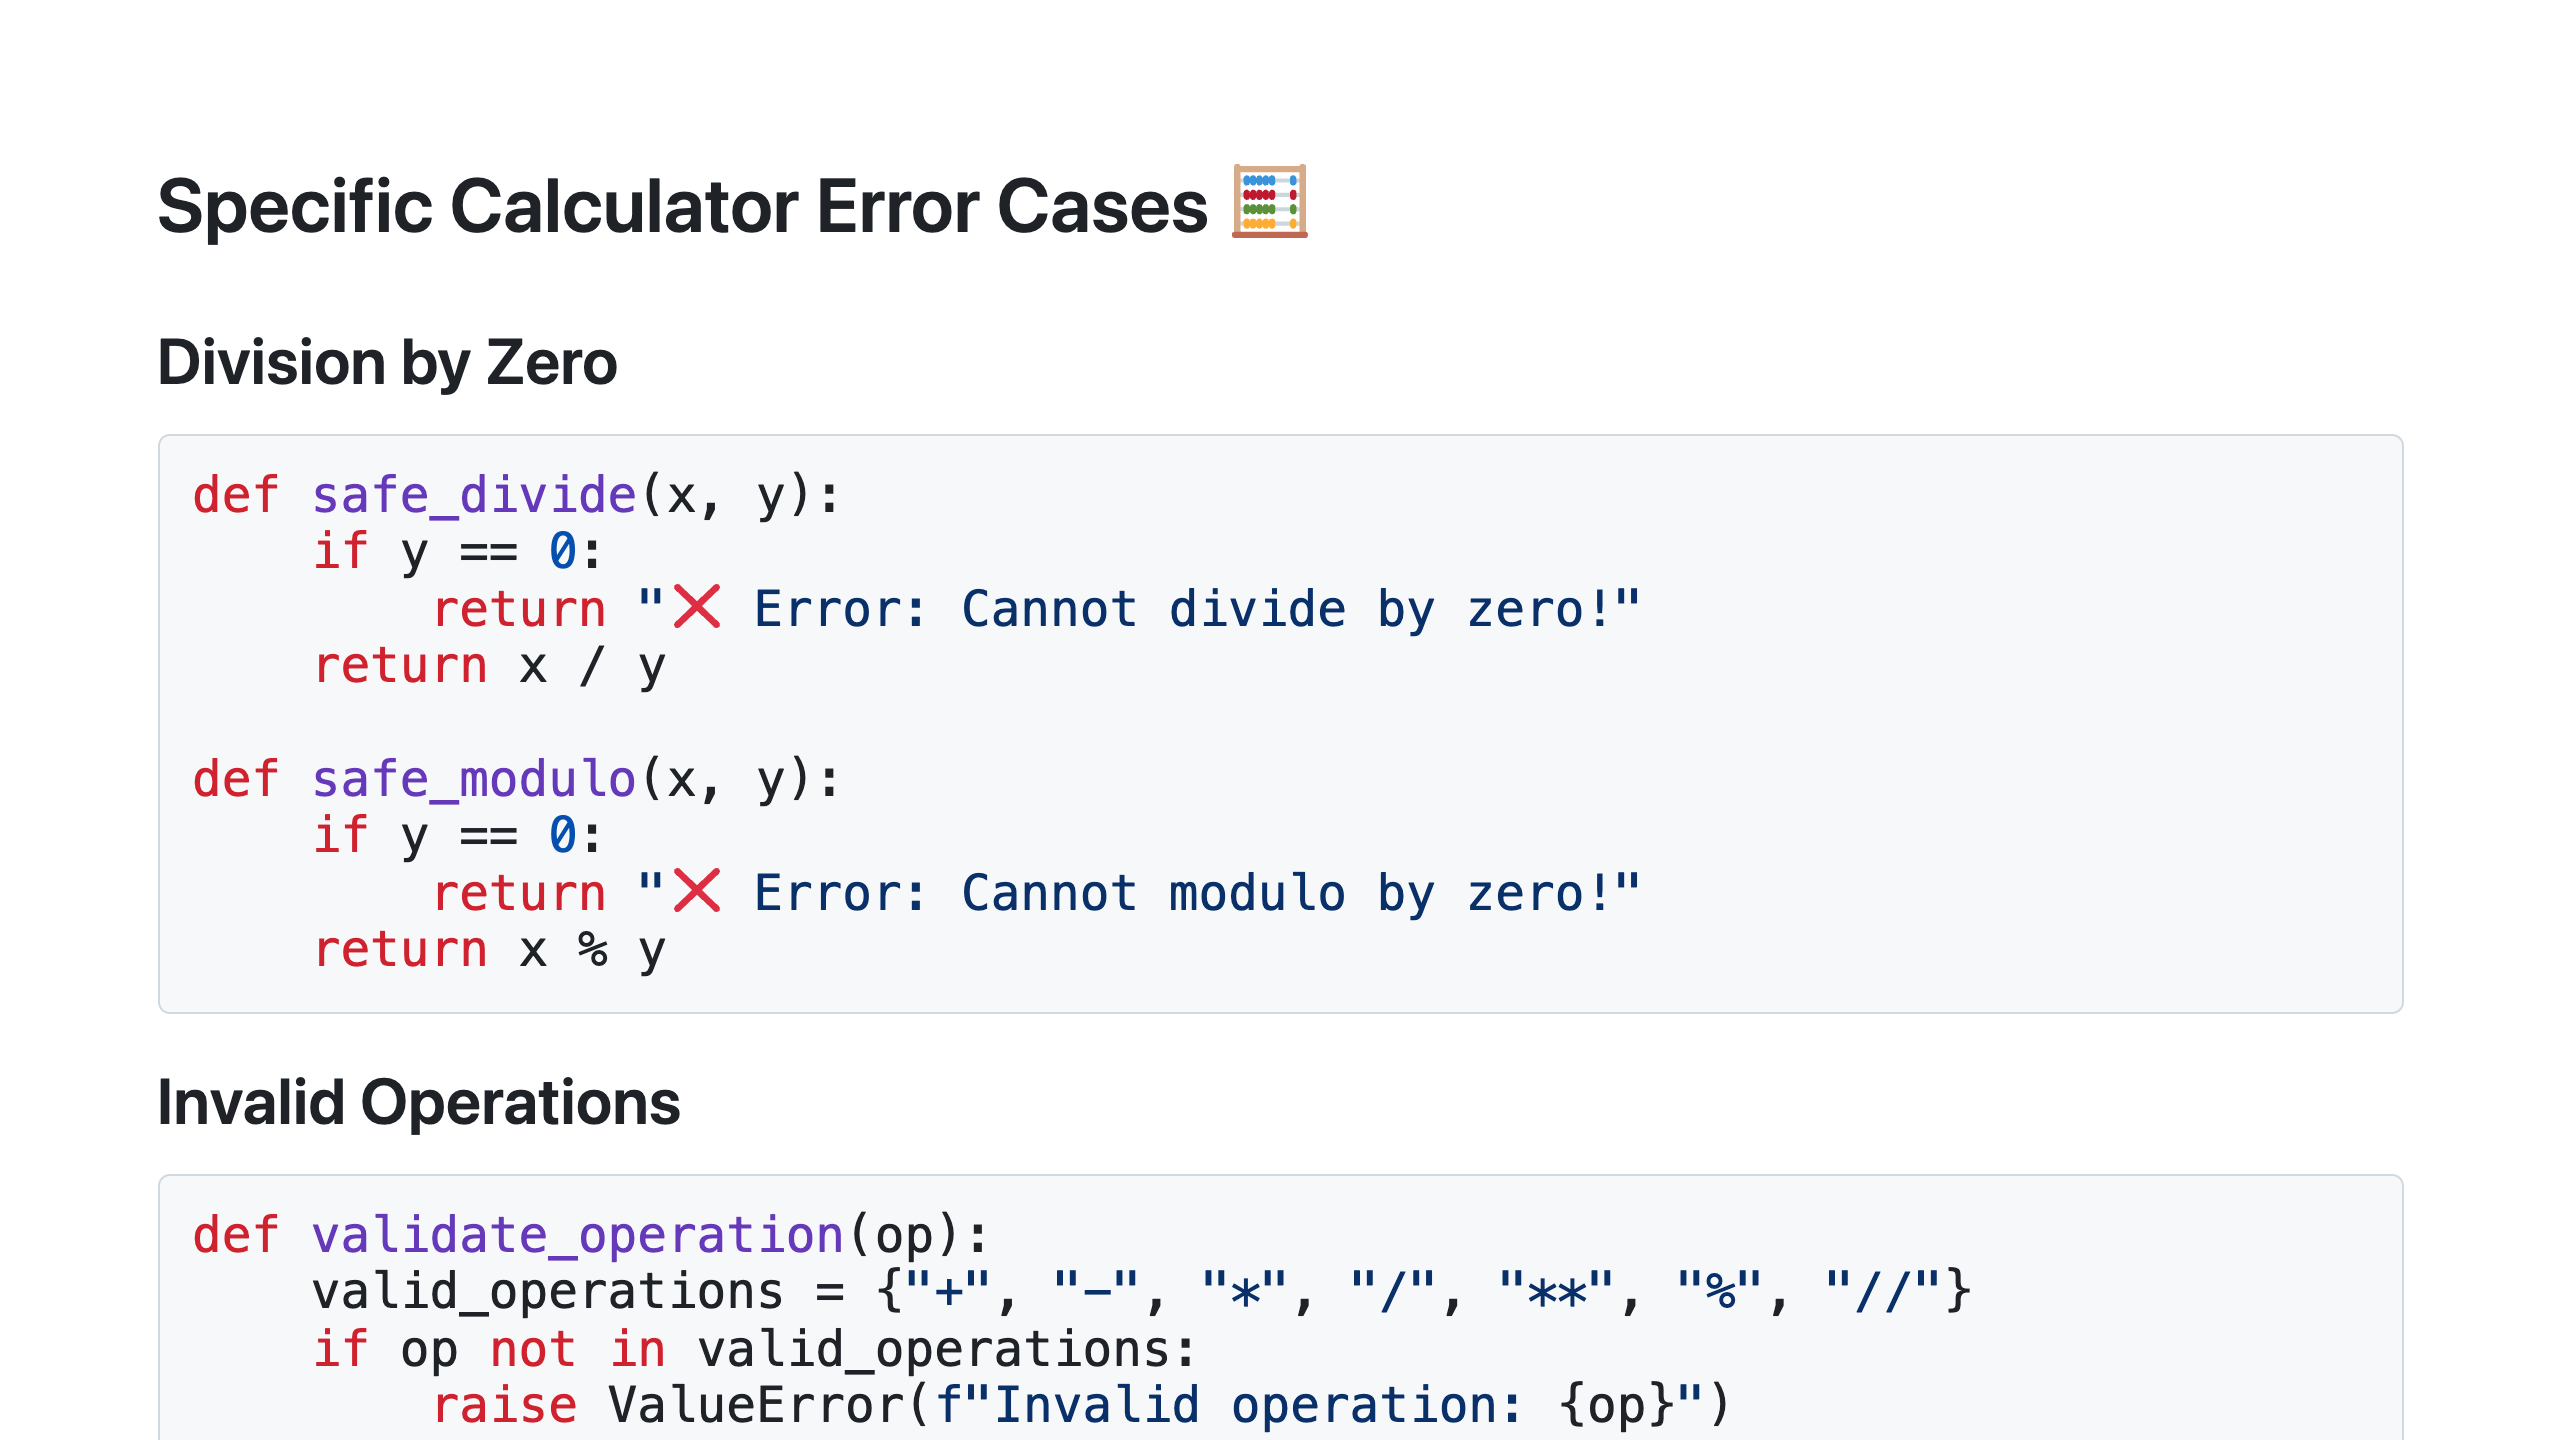 Specific Calculator Error Cases 🧮
Division by Zero
def safe_divide(x, y):
    if y == 0:
        return "❌ Error: Cannot divide by zero!"
    return x / y
def safe_modulo(x, y):
    if y == 0:
        return "❌ Error: Cannot modulo by zero!"
    return x % y
Invalid Operations
def validate_operation(op):
    valid_operations = {"+", "-", "*", "/", "**", "%", "//"}
    if op not in valid_operations:
        raise ValueError(f"Invalid operation: {op}")